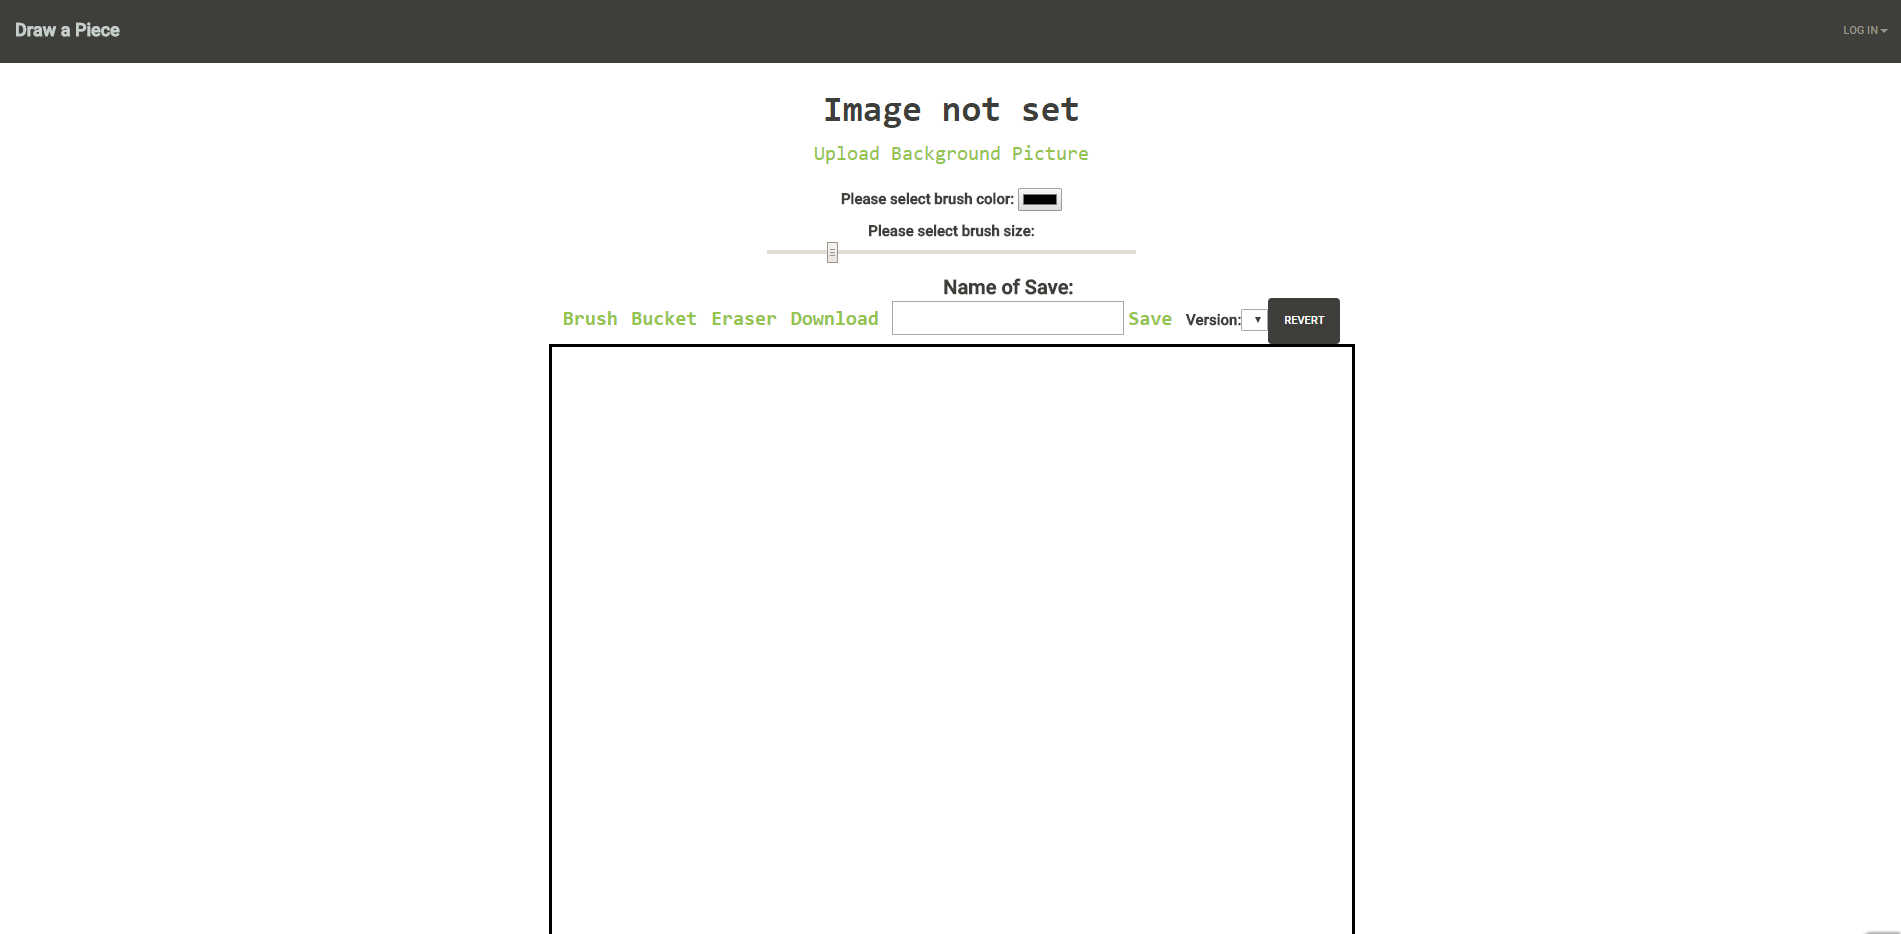 Draw a Piece
LOG IN
Image not set
Upload Background Picture
Please select brush color:
Please select brush size:
Name of Save:
Brush Bucket Eraser Download Save Version: REVERT